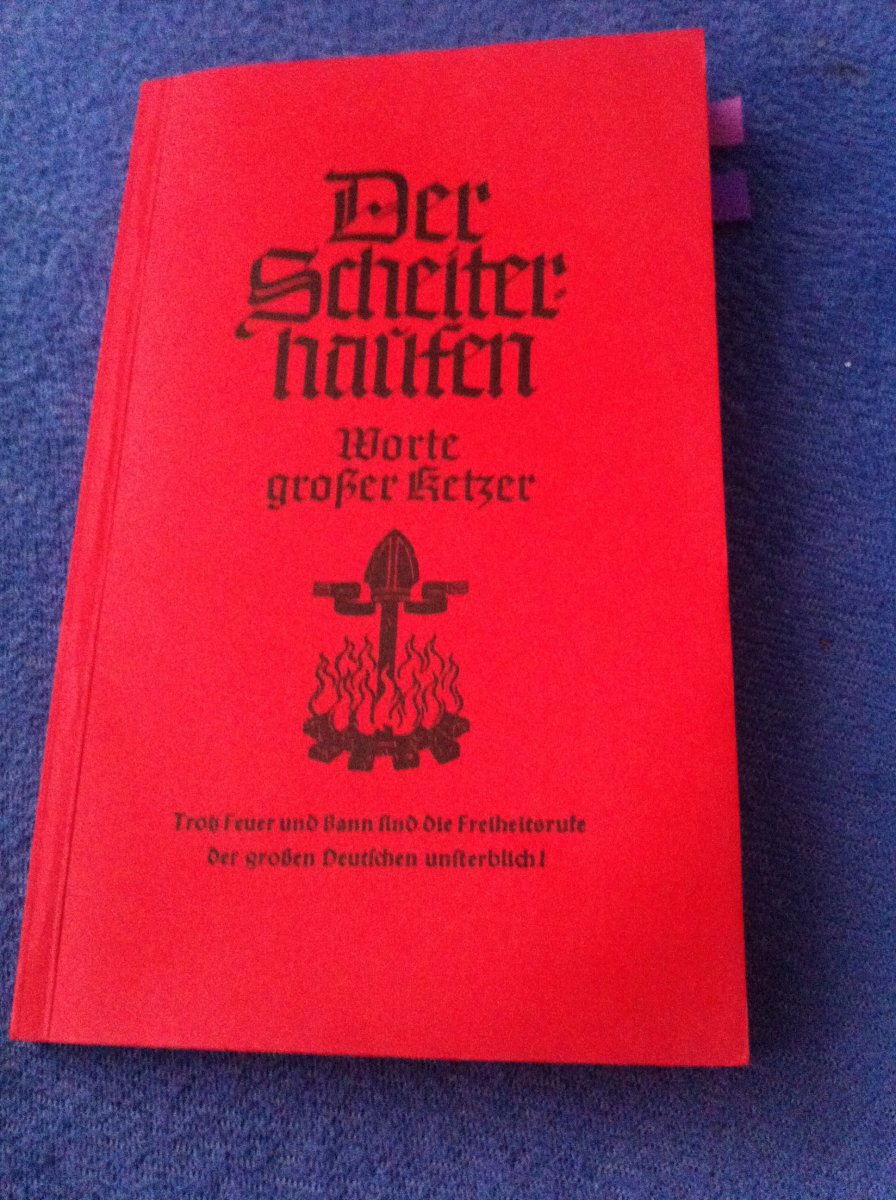 Der
Scheiter-
haufen
Worte
großer Ketzer
Trotz Feuer und Bann sind die Freiheitsrufe
der großen Deutschen unsterblich!